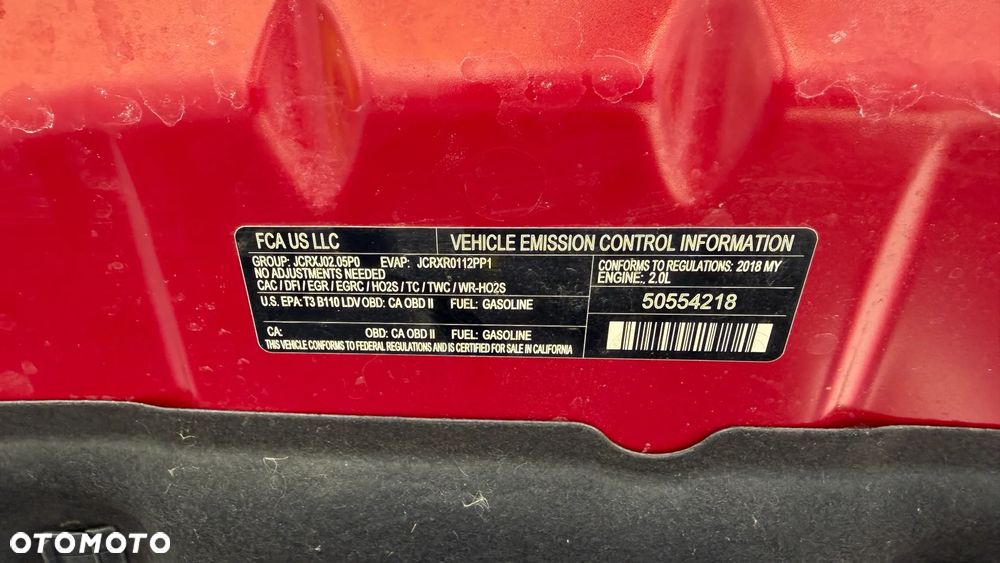 FCA US LLC
VEHICLE EMISSION CONTROL INFORMATION
GROUP: JCRXJ02.05P0 EVAP: JCRXR0112PP1
NO ADJUSTMENTS NEEDED
CAC / DFI / EGR / EGRC / HO2S / TC / TWC / WR-HO2S
CONFORMS TO REGULATIONS: 2018 MY
ENGINE:. 2.0L
U.S. EPA: T3 B110 LDV OBD: CA OBD II FUEL: GASOLINE
50554218
CA: OBD: CA OBD II FUEL: GASOLINE
THIS VEHICLE CONFORMS TO FEDERAL REGULATIONS AND IS CERTIFIED FOR SALE IN CALIFORNIA
OTOMOTO